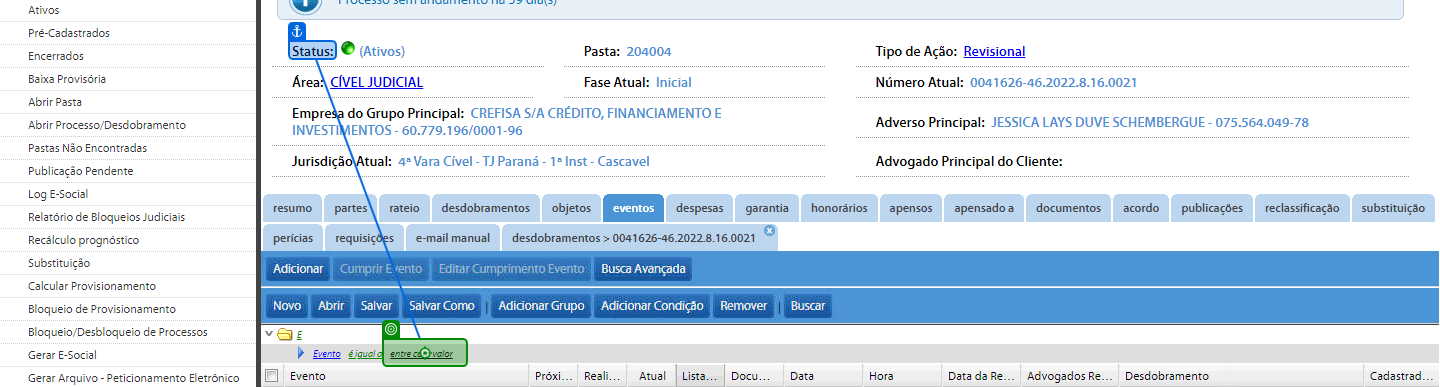 Ativos
Pré-Cadastrados
Encerrados
Baixa Provisória
Abrir Pasta
Abrir Processo/Desdobramento
Pastas Não Encontradas
Publicação Pendente
Log E-Social
Relatório de Bloqueios Judiciais
Recálculo prognóstico
Substituição
Calcular Provisionamento
Bloqueio de Provisionamento
Bloqueio/Desbloqueio de Processos
Gerar E-Social
Gerar Arquivo - Peticionamento Eletrônico
Processo sem andamento há 59 dia(s)
Status: (Ativos) Pasta: 204004 Tipo de Ação: Revisional
Área: CÍVEL JUDICIAL Fase Atual: Inicial Número Atual: 0041626-46.2022.8.16.0021
Empresa do Grupo Principal: CREFISA S/A CRÉDITO, FINANCIAMENTO E
INVESTIMENTOS - 60.779.196/0001-96
Adverso Principal: JESSICA LAYS DUVE SCHEMBERGUE - 075.564.049-78
Jurisdição Atual: 4ª Vara Cível - TJ Paraná - 1ª Inst - Cascavel Advogado Principal do Cliente:
resumo partes rateio desdobramentos objetos eventos despesas garantia honorários apensos apensado a documentos acordo publicações reclassificação substituição
perícias requisições e-mail manual desdobramentos > 0041626-46.2022.8.16.0021 x
Adicionar Cumprir Evento Editar Cumprimento Evento Busca Avançada
Novo Abrir Salvar Salvar Como | Adicionar Grupo Adicionar Condição Remover | Buscar
E
Evento é igual a entre com valor
Evento Próxi... Reali... Atual Lista... Docu... Data Hora Data da Re... Advogados Re... Desdobramento Cadastrad...